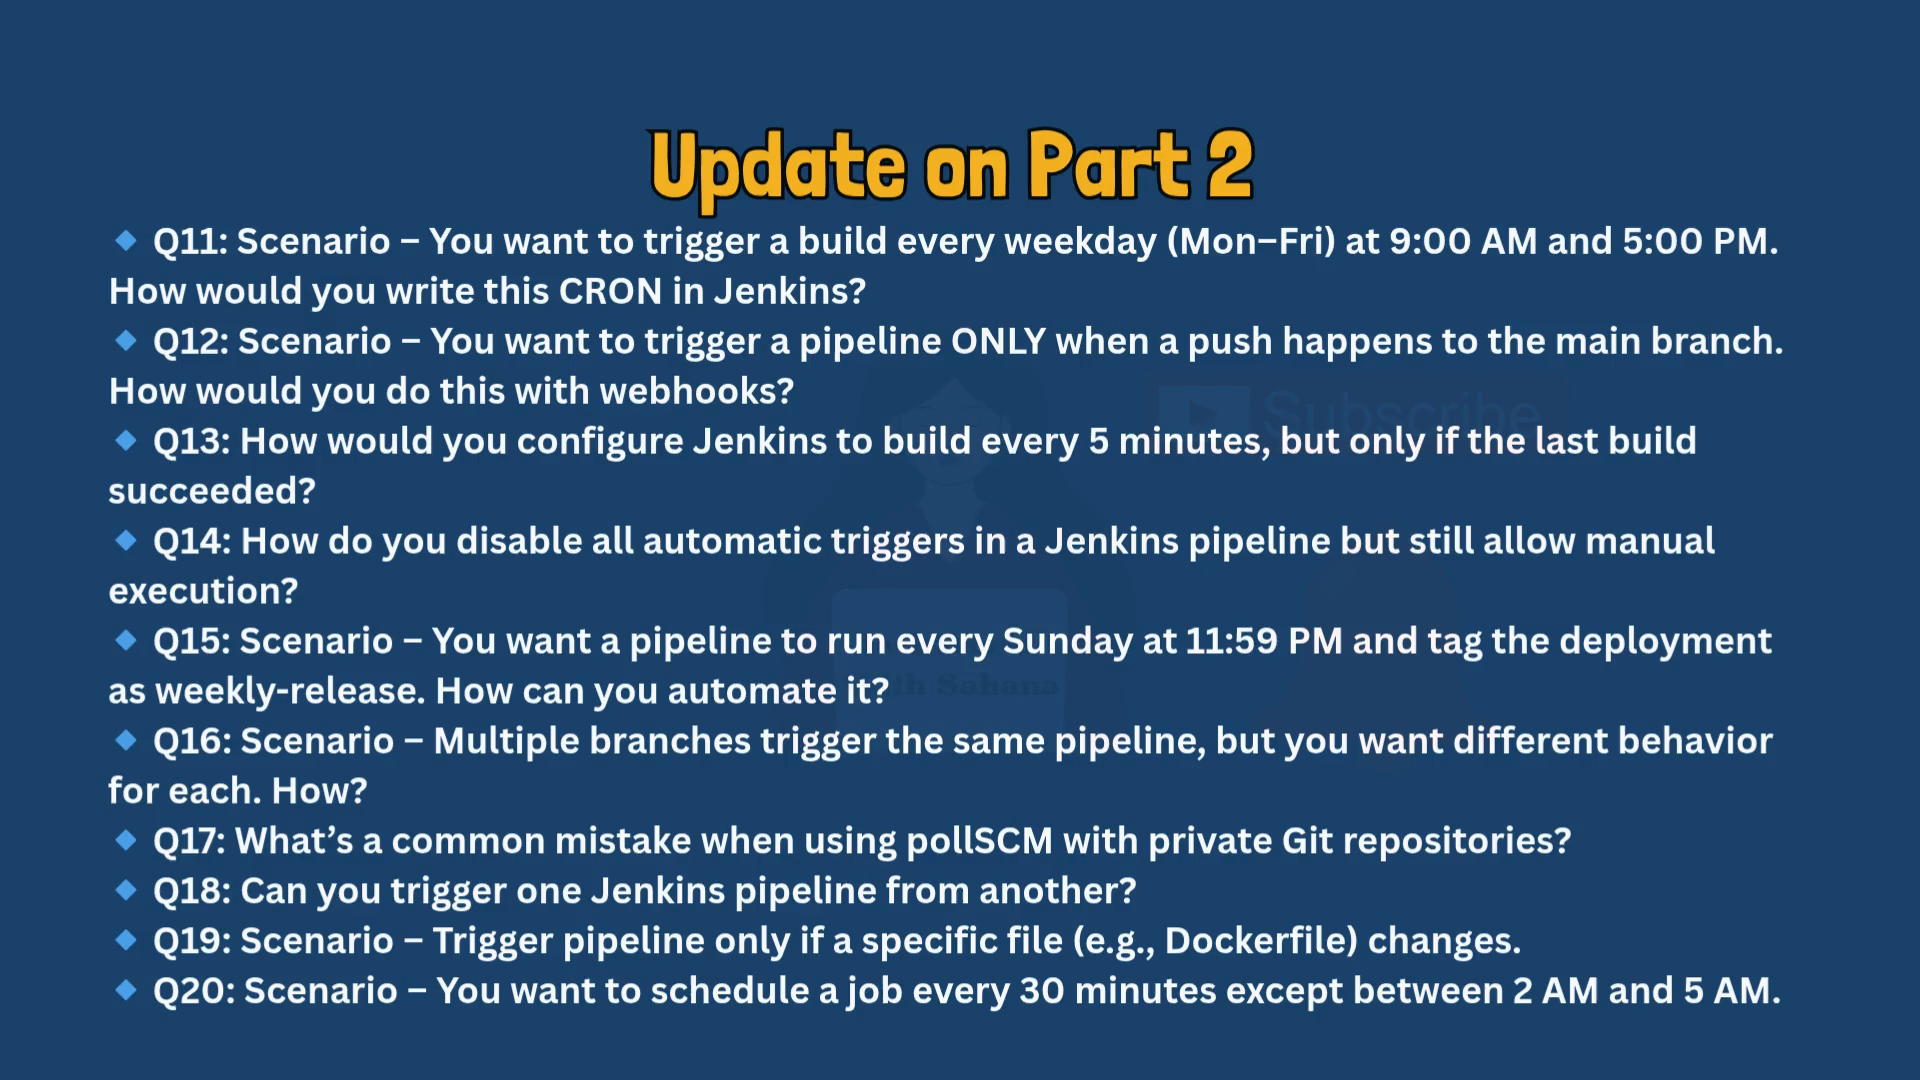 Update on Part 2
🔹 Q11: Scenario – You want to trigger a build every weekday (Mon–Fri) at 9:00 AM and 5:00 PM.
How would you write this CRON in Jenkins?
🔹 Q12: Scenario – You want to trigger a pipeline ONLY when a push happens to the main branch.
How would you do this with webhooks?
🔹 Q13: How would you configure Jenkins to build every 5 minutes, but only if the last build
succeeded?
🔹 Q14: How do you disable all automatic triggers in a Jenkins pipeline but still allow manual
execution?
🔹 Q15: Scenario – You want a pipeline to run every Sunday at 11:59 PM and tag the deployment
as weekly-release. How can you automate it?
🔹 Q16: Scenario – Multiple branches trigger the same pipeline, but you want different behavior
for each. How?
🔹 Q17: What’s a common mistake when using pollSCM with private Git repositories?
🔹 Q18: Can you trigger one Jenkins pipeline from another?
🔹 Q19: Scenario – Trigger pipeline only if a specific file (e.g., Dockerfile) changes.
🔹 Q20: Scenario – You want to schedule a job every 30 minutes except between 2 AM and 5 AM.
Subscribe
Sahana